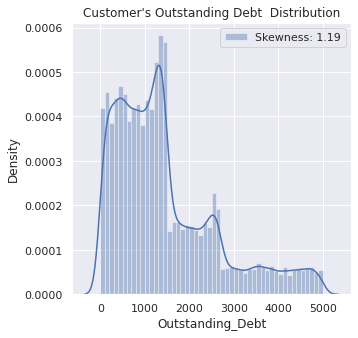 Customer's Outstanding Debt  Distribution
Skewness: 1.19
0.0006
0.0005
0.0004
0.0003
0.0002
0.0001
0.0000
Density
0 1000 2000 3000 4000 5000
Outstanding_Debt